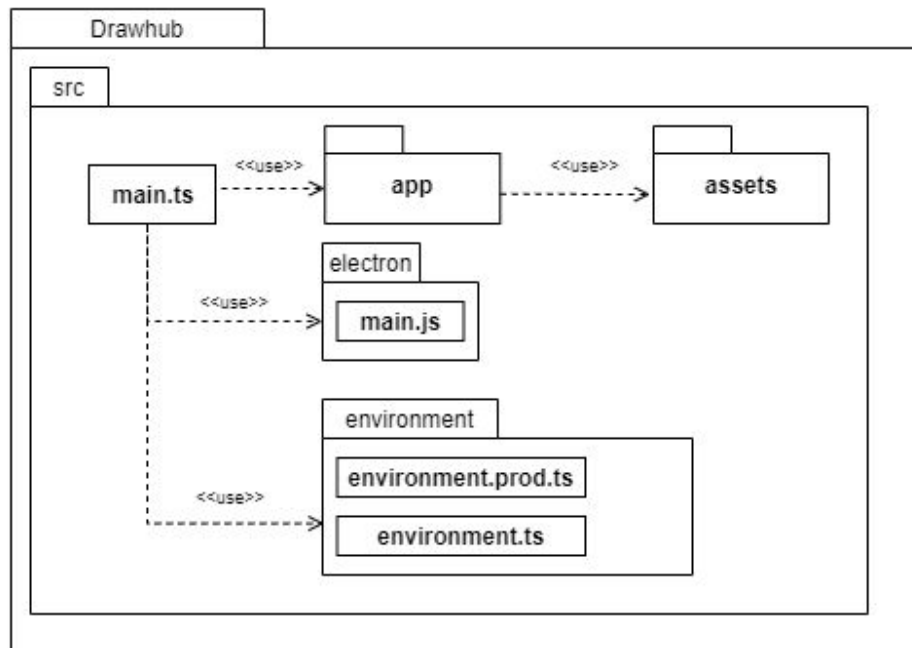 Drawhub
src
<<use>>
<<use>>
main.ts
app
assets
electron
<<use>>
main.js
environment
environment.prod.ts
<<use>>
environment.ts